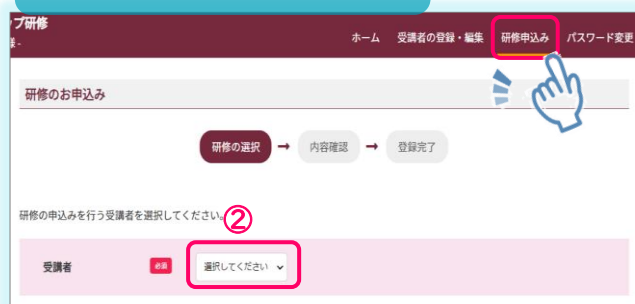 プ研修
様-
ホーム 受講者の登録・編集 研修申込み パスワード変更
研修のお申込み
研修の選択 → 内容確認 → 登録完了
研修の申込みを行う受講者を選択してください。
②
受講者 必須 選択してください